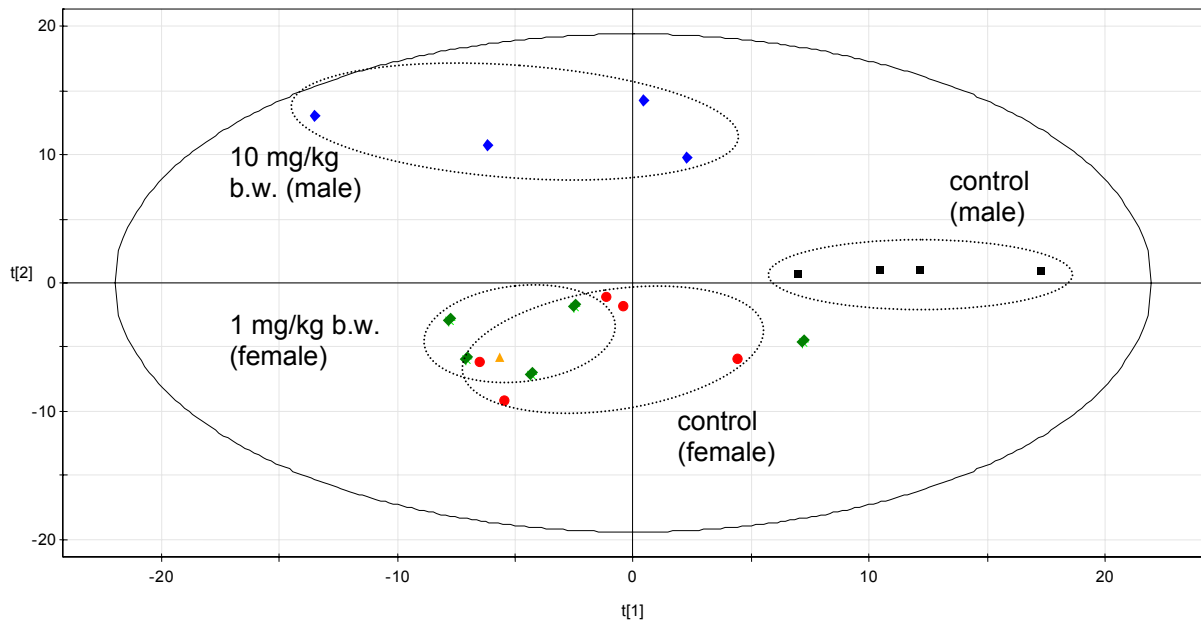 20
10
0
-10
-20
t[2]
10 mg/kg
b.w. (male)
control
(male)
1 mg/kg b.w.
(female)
control
(female)
-20
-10
0
10
20
t[1]